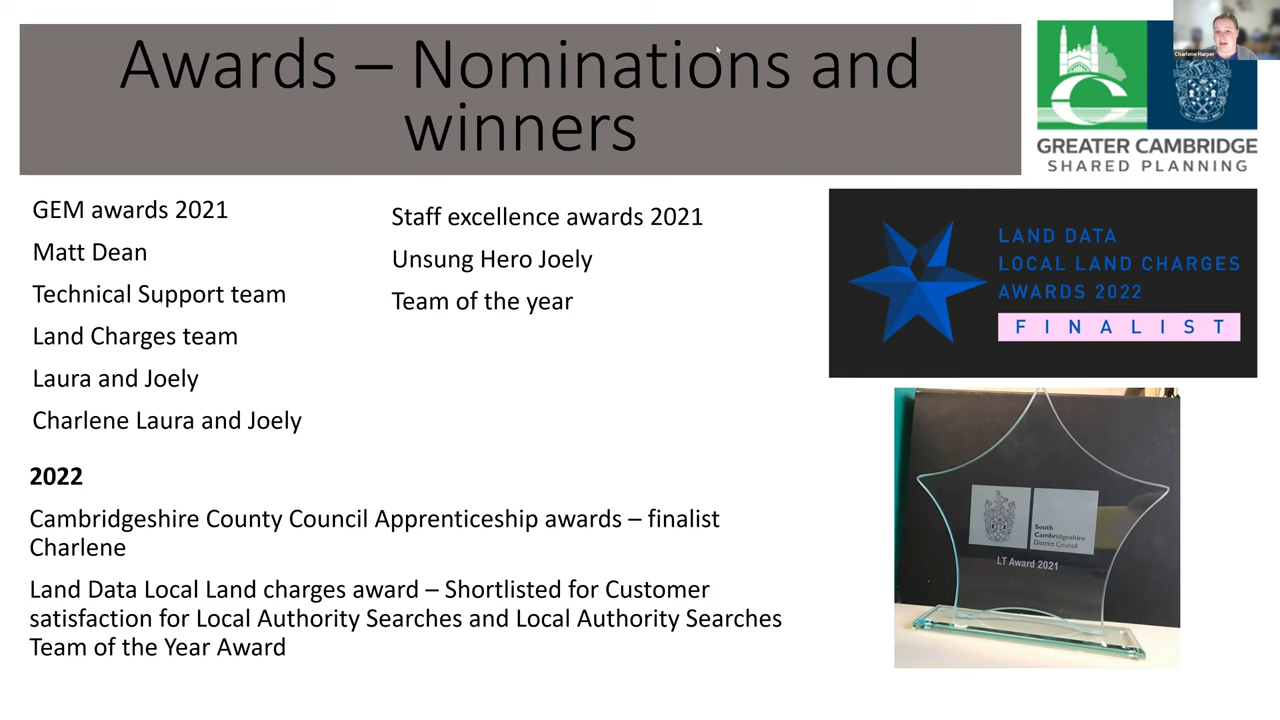 Awards – Nominations and
winners
Charlene Harper
GREATER CAMBRIDGE
SHARED PLANNING
GEM awards 2021
Matt Dean
Technical Support team
Land Charges team
Laura and Joely
Charlene Laura and Joely
Staff excellence awards 2021
Unsung Hero Joely
Team of the year
LAND DATA
LOCAL LAND CHARGES
AWARDS 2022
FINALIST
2022
Cambridgeshire County Council Apprenticeship awards – finalist
Charlene
Land Data Local Land charges award – Shortlisted for Customer
satisfaction for Local Authority Searches and Local Authority Searches
Team of the Year Award
South
Cambridgeshire
District Council
LT Award 2021